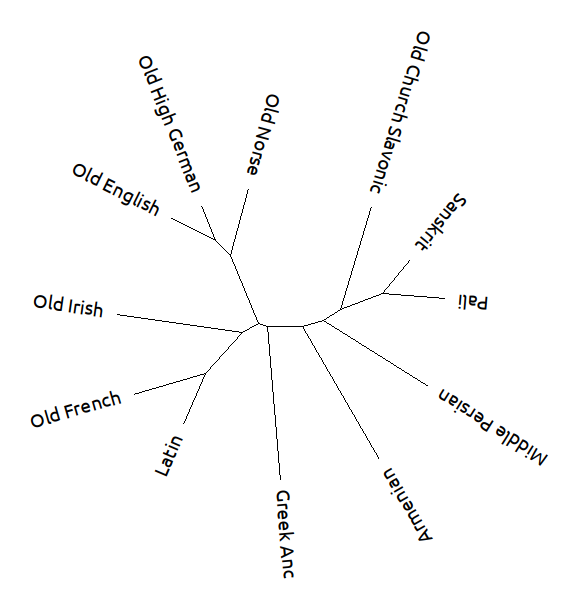 Old Church Slavonic
Old High German
Old Norse
Old English
Sanskrit
Pali
Old Irish
Old French
Middle Persian
Latin
Armenian
Greek Anc